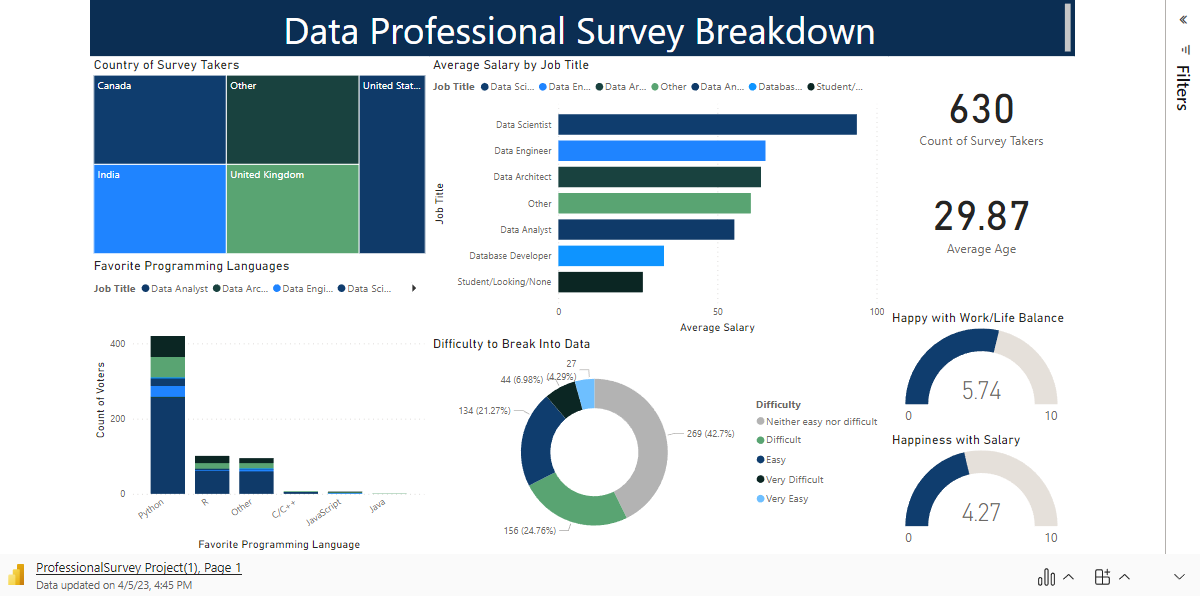 Data Professional Survey Breakdown
Country of Survey Takers
Canada
Other
United Stat...
India
United Kingdom
Average Salary by Job Title
Job Title Data Sci... Data En... Data Ar... Other Data An... Databas... Student/...
Job Title
Data Scientist
Data Engineer
Data Architect
Other
Data Analyst
Database Developer
Student/Looking/None
0 50 100
Average Salary
630
Count of Survey Takers
29.87
Average Age
Filters
Favorite Programming Languages
Job Title Data Analyst Data Arc... Data Engi... Data Sci...
Count of Voters
400
200
0
Python R Other C/C++ JavaScript Java
Favorite Programming Language
Difficulty to Break Into Data
27
(4.29%)
44 (6.98%)
134 (21.27%)
269 (42.7%)
156 (24.76%)
Difficulty
Neither easy nor difficult
Difficult
Easy
Very Difficult
Very Easy
Happy with Work/Life Balance
5.74
0 10
Happiness with Salary
4.27
0 10
ProfessionalSurvey Project(1), Page 1
Data updated on 4/5/23, 4:45 PM